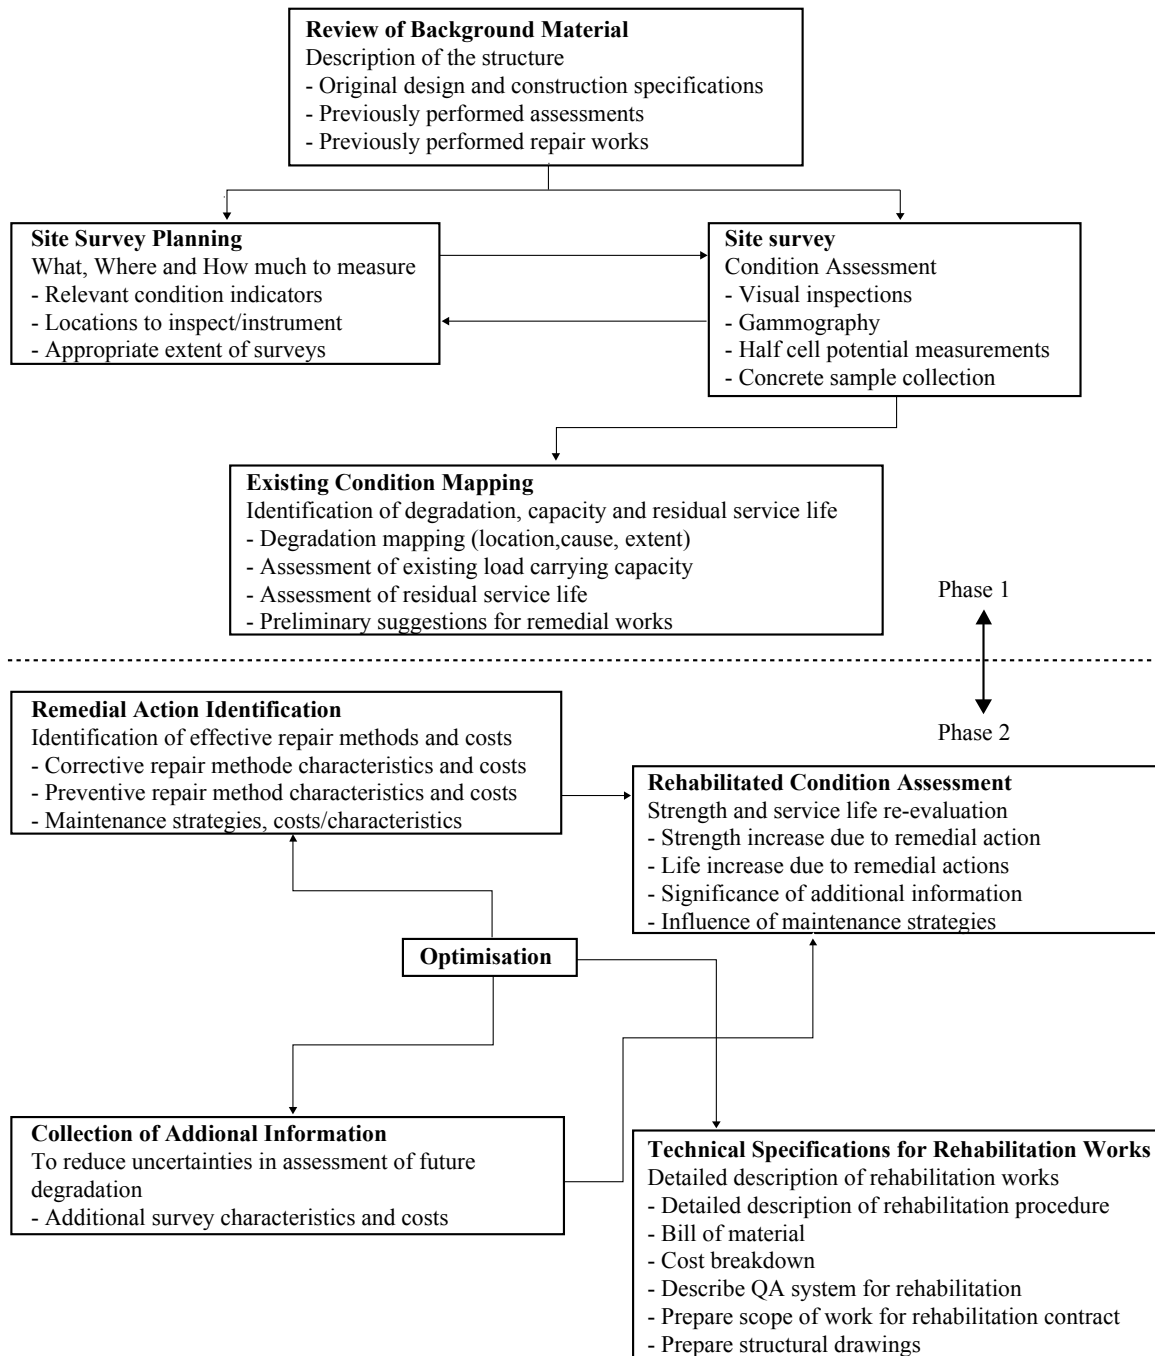 Review of Background Material
Description of the structure
- Original design and construction specifications
- Previously performed assessments
- Previously performed repair works
Site Survey Planning
What, Where and How much to measure
- Relevant condition indicators
- Locations to inspect/instrument
- Appropriate extent of surveys
Site survey
Condition Assessment
- Visual inspections
- Gammography
- Half cell potential measurements
- Concrete sample collection
Existing Condition Mapping
Identification of degradation, capacity and residual service life
- Degradation mapping (location,cause, extent)
- Assessment of existing load carrying capacity
- Assessment of residual service life
- Preliminary suggestions for remedial works
Phase 1
Phase 2
Remedial Action Identification
Identification of effective repair methods and costs
- Corrective repair methode characteristics and costs
- Preventive repair method characteristics and costs
- Maintenance strategies, costs/characteristics
Rehabilitated Condition Assessment
Strength and service life re-evaluation
- Strength increase due to remedial action
- Life increase due to remedial actions
- Significance of additional information
- Influence of maintenance strategies
Optimisation
Collection of Addional Information
To reduce uncertainties in assessment of future
degradation
- Additional survey characteristics and costs
Technical Specifications for Rehabilitation Works
Detailed description of rehabilitation works
- Detailed description of rehabilitation procedure
- Bill of material
- Cost breakdown
- Describe QA system for rehabilitation
- Prepare scope of work for rehabilitation contract
- Prepare structural drawings